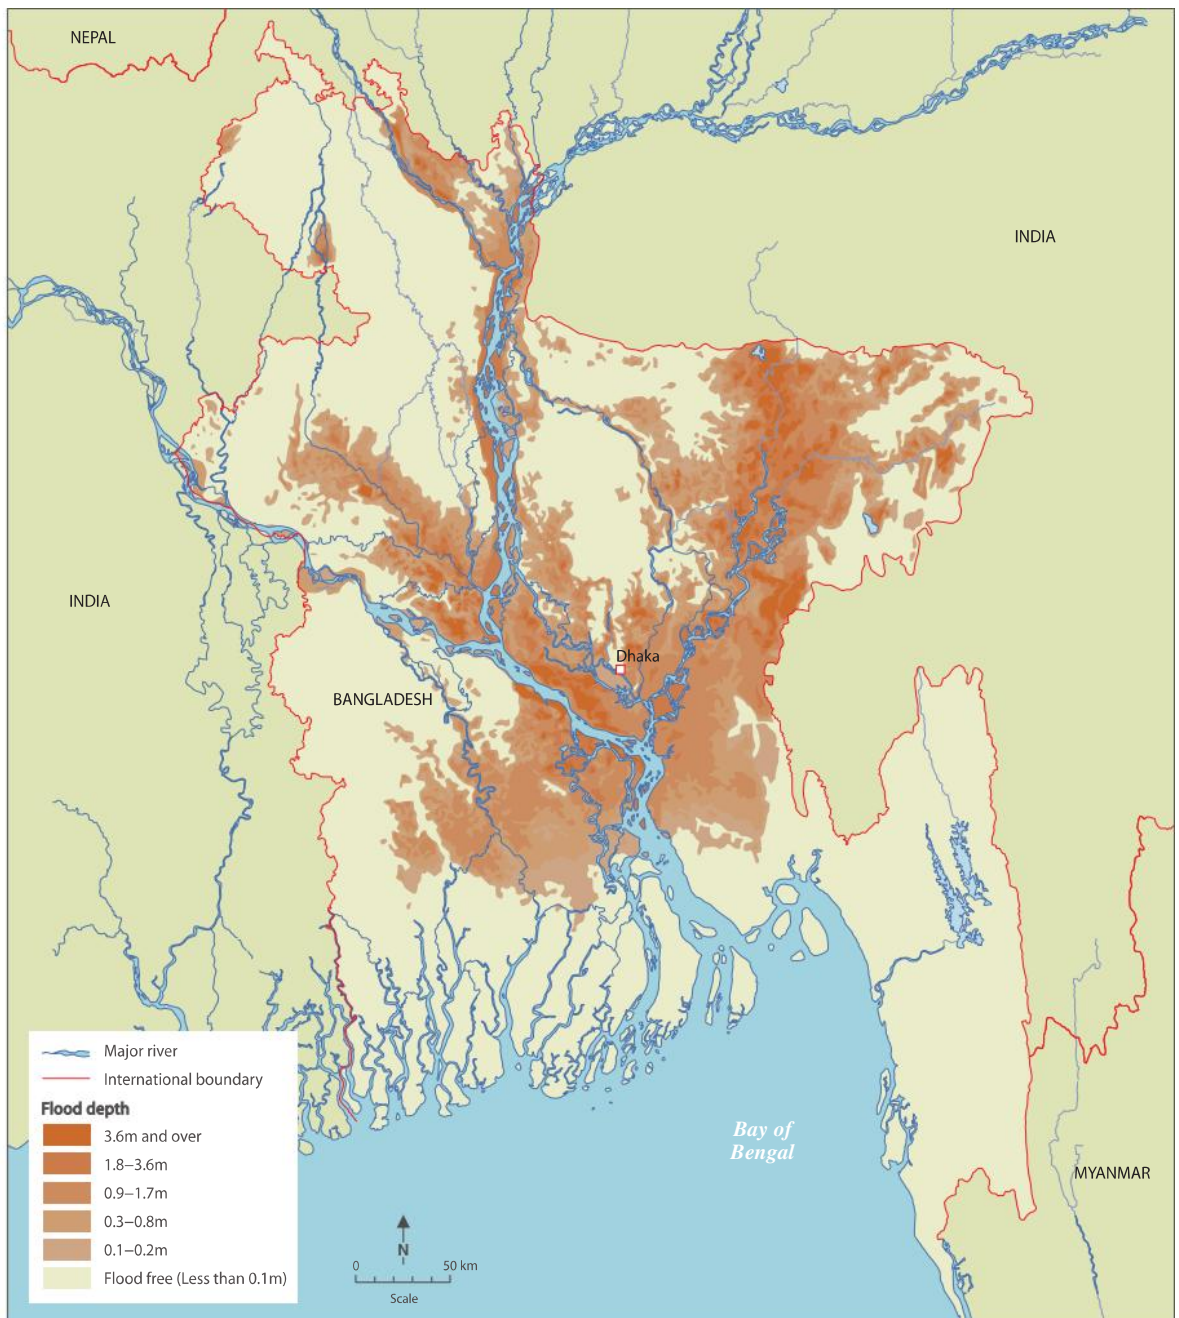 NEPAL
INDIA
INDIA
Dhaka
BANGLADESH
Major river
International boundary
Flood depth
3.6m and over
1.8–3.6m
0.9–1.7m
0.3–0.8m
0.1–0.2m
Flood free (Less than 0.1m)
N
0 50 km
Scale
Bay of
Bengal
MYANMAR